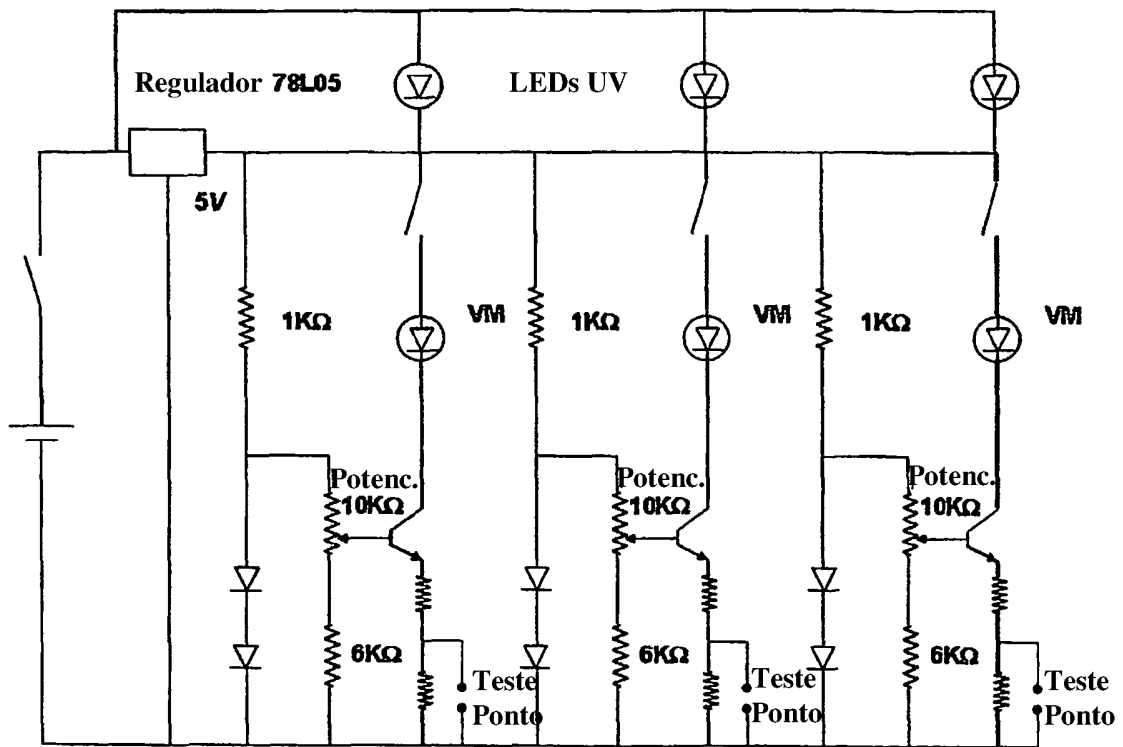 Regulador 78L05
LEDs UV
5V
1KΩ
VM
1KΩ
VM
1KΩ
VM
Potenc.
10KΩ
Potenc.
10KΩ
Potenc.
10KΩ
6KΩ
Teste
Ponto
6KΩ
Teste
Ponto
6KΩ
Teste
Ponto